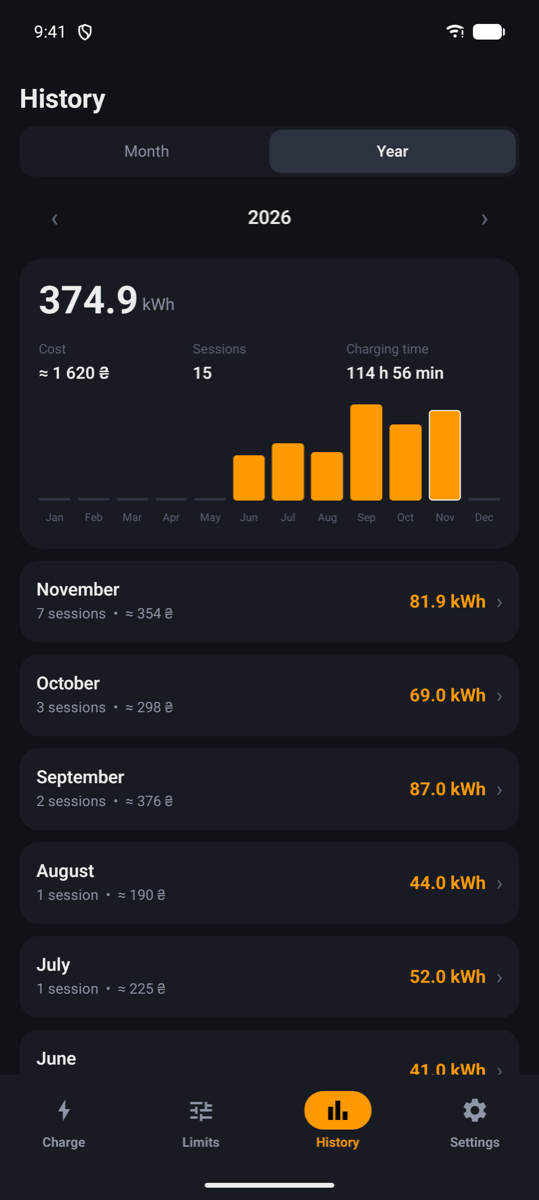 9:41
History
Month Year
‹ 2026 ›
374.9 kWh
Cost Sessions Charging time
≈ 1 620 ₴ 15 114 h 56 min
Jan Feb Mar Apr May Jun Jul Aug Sep Oct Nov Dec
November
7 sessions • ≈ 354 ₴
81.9 kWh ›
October
3 sessions • ≈ 298 ₴
69.0 kWh ›
September
2 sessions • ≈ 376 ₴
87.0 kWh ›
August
1 session • ≈ 190 ₴
44.0 kWh ›
July
1 session • ≈ 225 ₴
52.0 kWh ›
June
41.0 kWh ›
Charge Limits History Settings